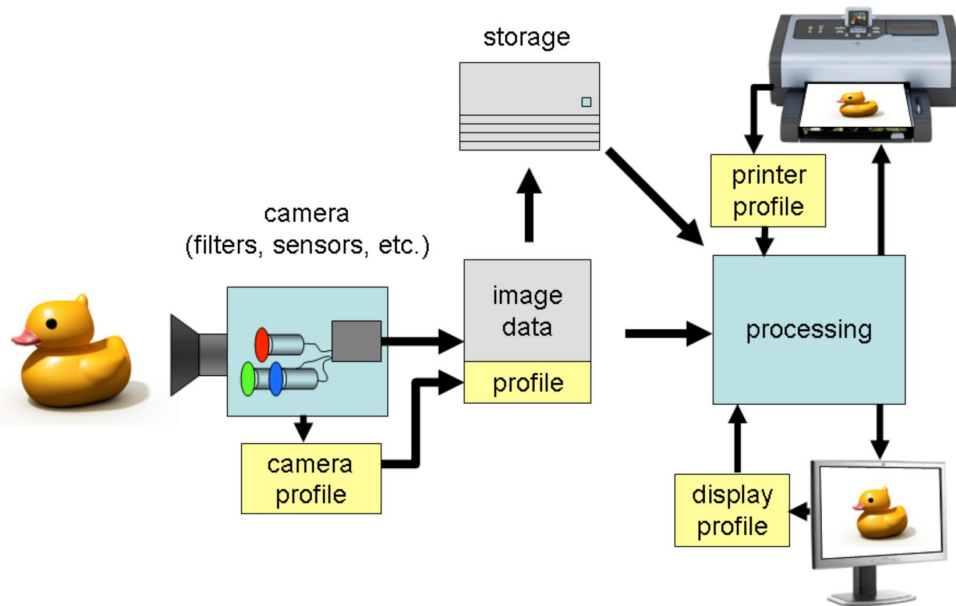 storage
camera
(filters, sensors, etc.)
image
data
profile
camera
profile
printer
profile
processing
display
profile